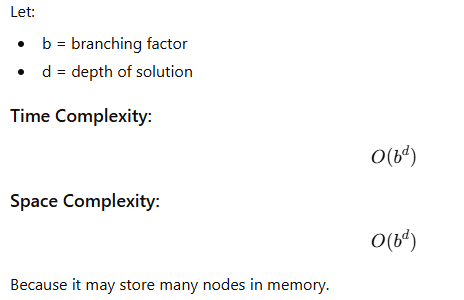 Let:
• b = branching factor
• d = depth of solution
Time Complexity:
O(b^d)
Space Complexity:
O(b^d)
Because it may store many nodes in memory.